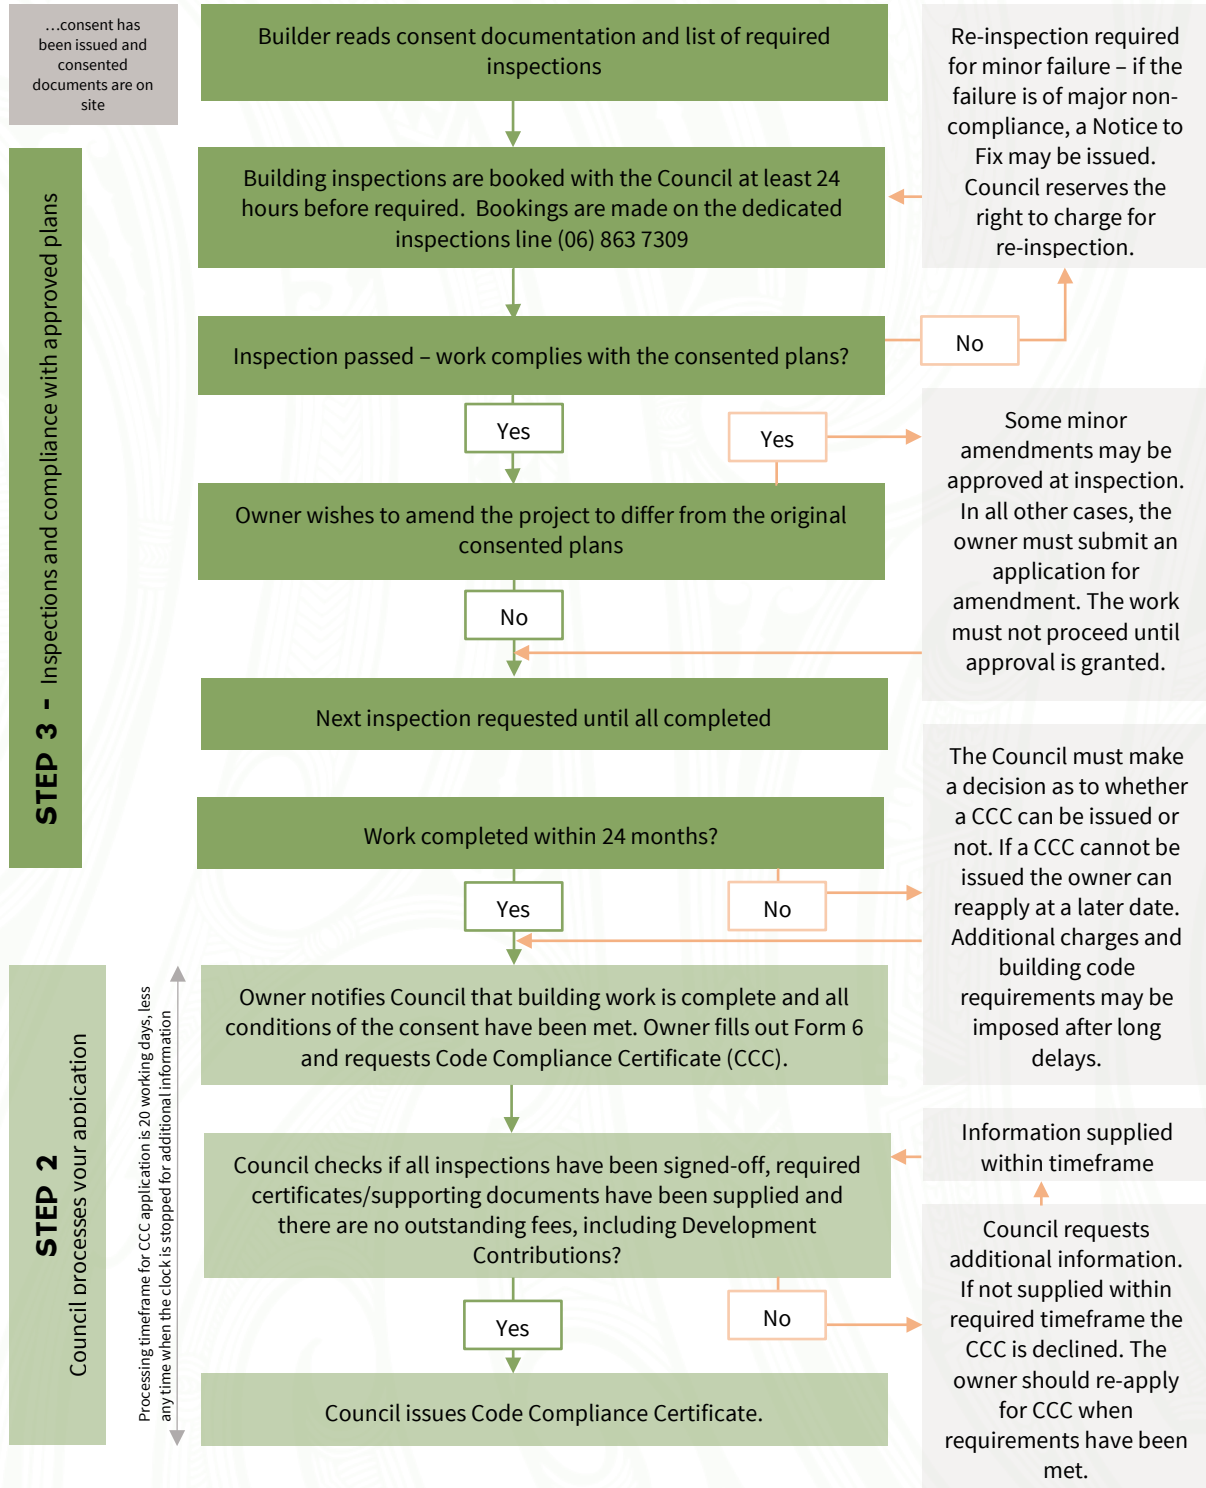 …consent has
been issued and
consented
documents are on
site
Builder reads consent documentation and list of required
inspections
Re-inspection required
for minor failure – if the
failure is of major non-
compliance, a Notice to
Fix may be issued.
Council reserves the
right to charge for
re-inspection.
STEP 3 - Inspections and compliance with approved plans
Building inspections are booked with the Council at least 24
hours before required. Bookings are made on the dedicated
inspections line (06) 863 7309
Inspection passed – work complies with the consented plans?
No
Yes
Yes
Some minor
amendments may be
approved at inspection.
In all other cases, the
owner must submit an
application for
amendment. The work
must not proceed until
approval is granted.
Owner wishes to amend the project to differ from the original
consented plans
No
Next inspection requested until all completed
Work completed within 24 months?
Yes
No
The Council must make
a decision as to whether
a CCC can be issued or
not. If a CCC cannot be
issued the owner can
reapply at a later date.
Additional charges and
building code
requirements may be
imposed after long
delays.
STEP 2
Council processes your application
Processing timeframe for CCC application is 20 working days, less
any time when the clock is stopped for additional information
Owner notifies Council that building work is complete and all
conditions of the consent have been met. Owner fills out Form 6
and requests Code Compliance Certificate (CCC).
Council checks if all inspections have been signed-off, required
certificates/supporting documents have been supplied and
there are no outstanding fees, including Development
Contributions?
Information supplied
within timeframe
Yes
No
Council requests
additional information.
If not supplied within
required timeframe the
CCC is declined. The
owner should re-apply
for CCC when
requirements have been
met.
Council issues Code Compliance Certificate.